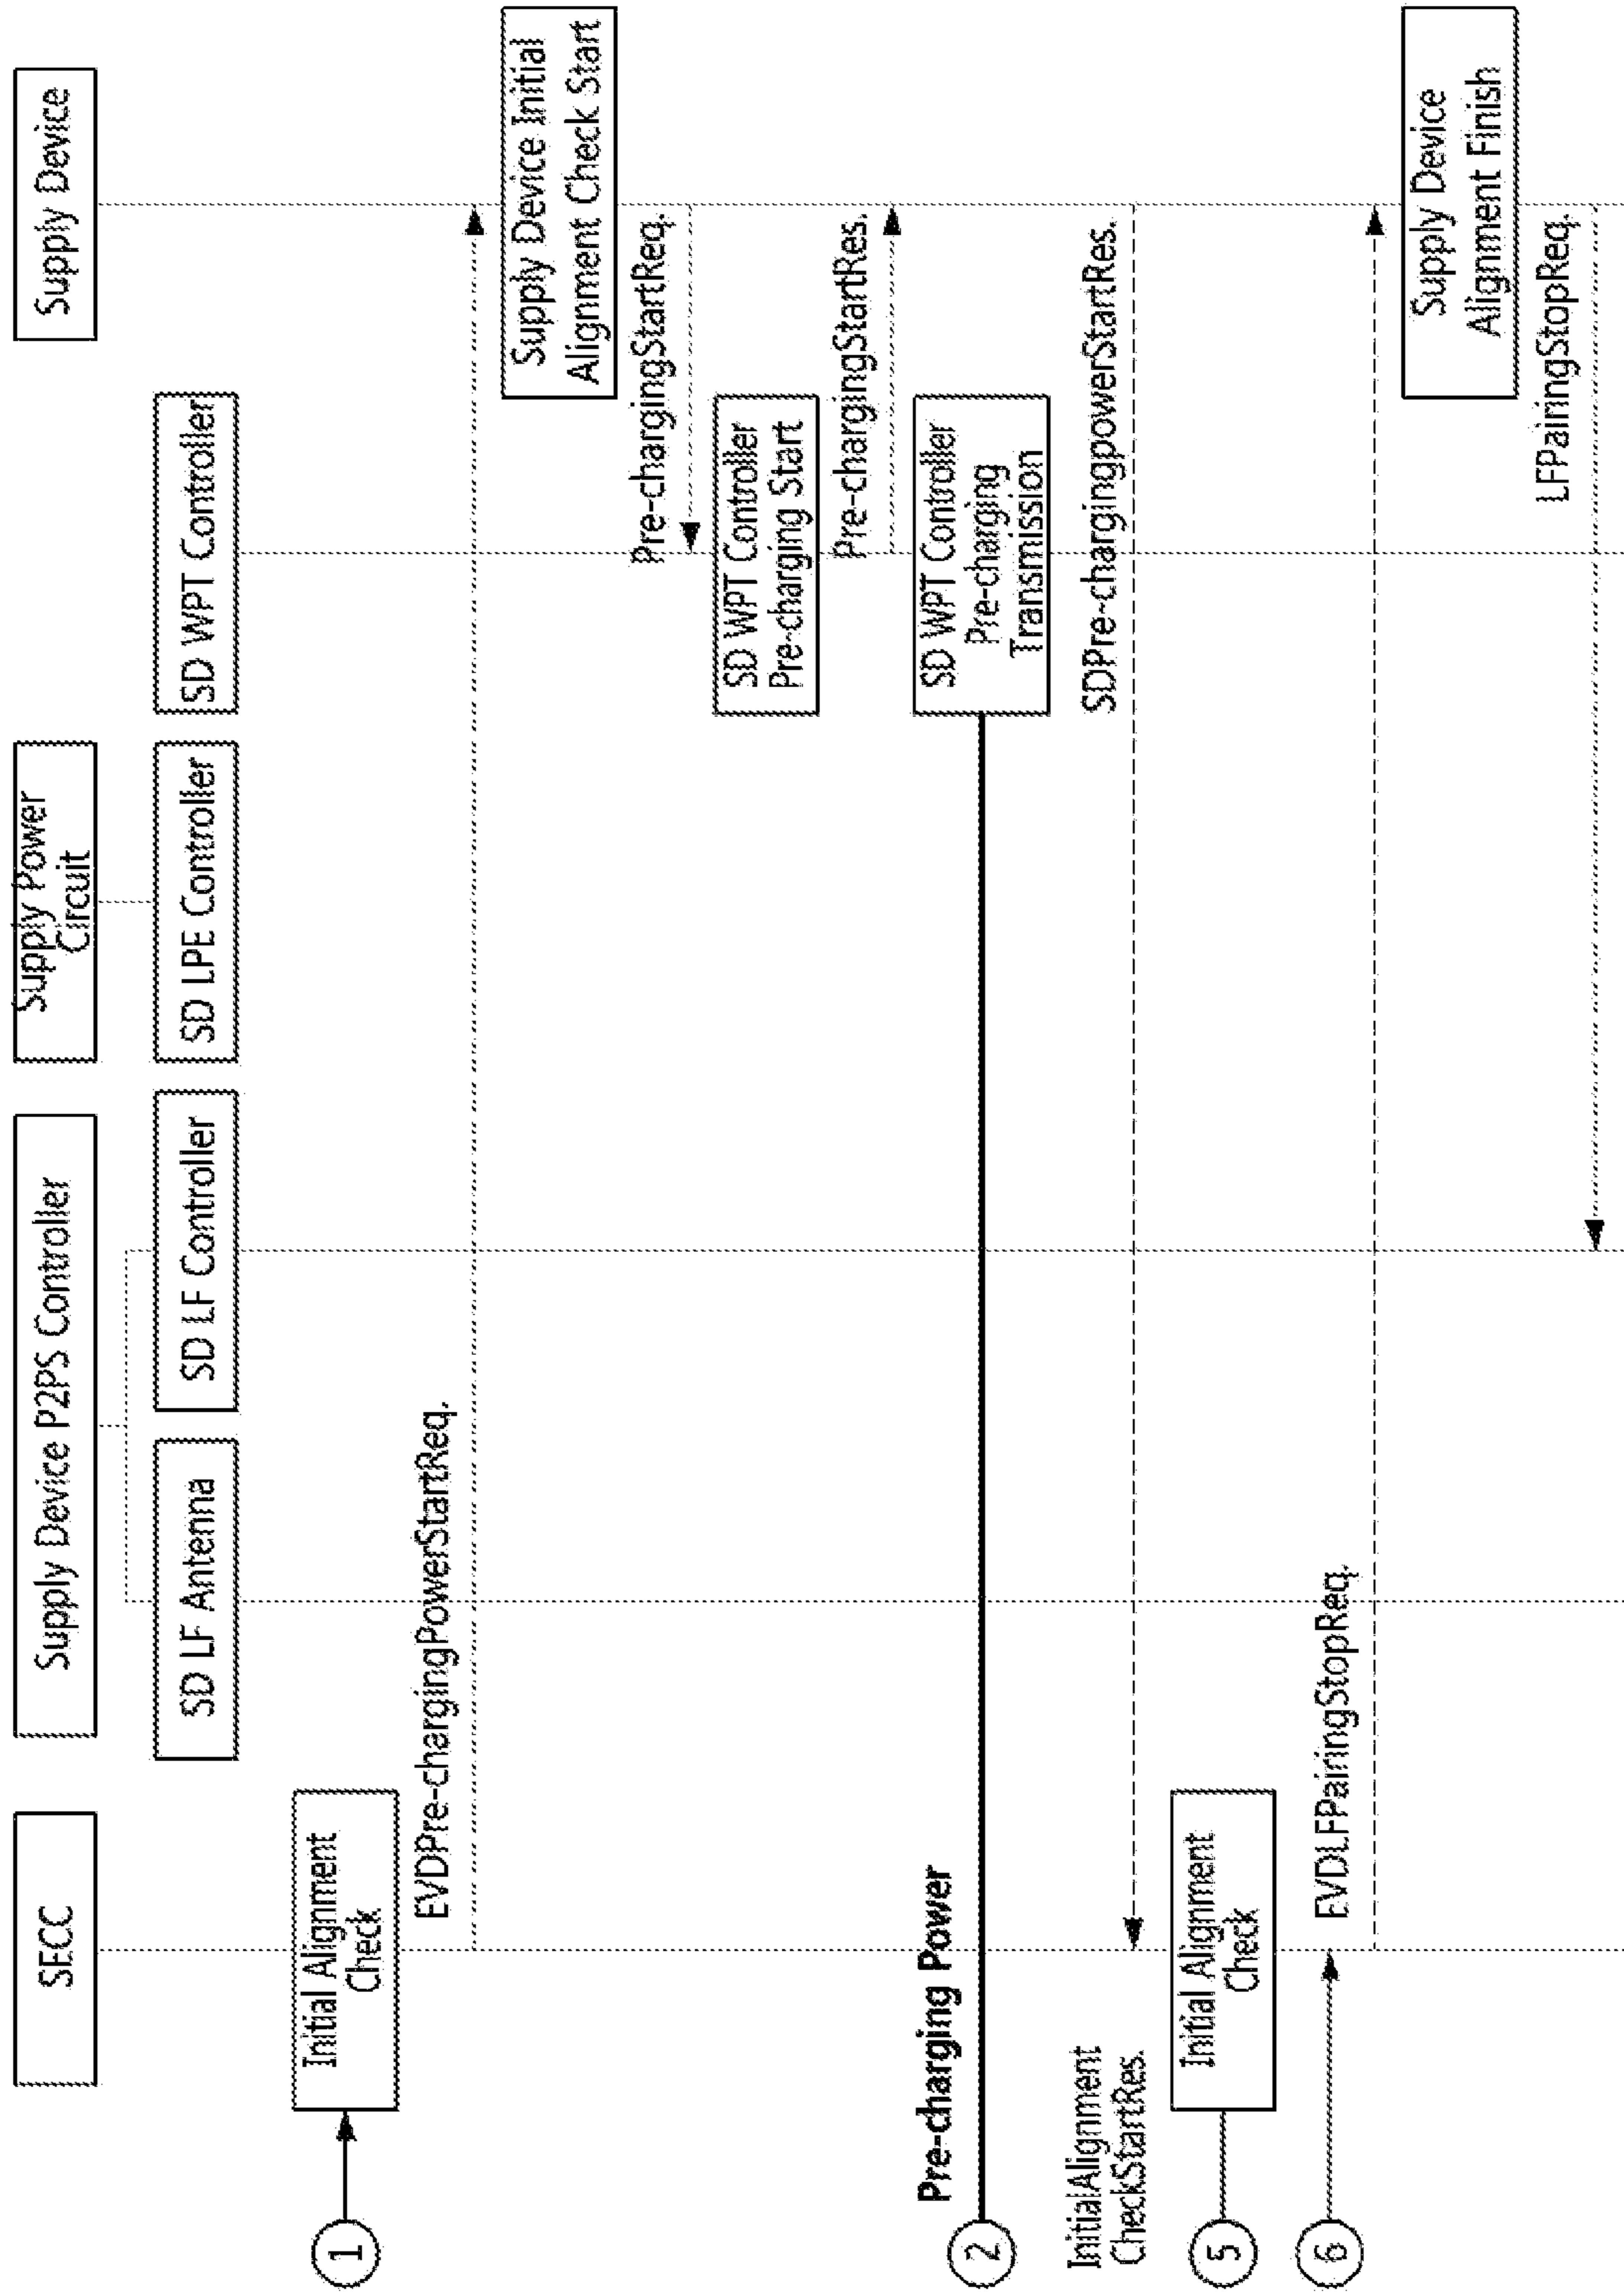 SECC
Supply Device P2PS Controller
Supply Power
Circuit
Supply Device
SD LF Antenna
SD LF Controller
SD LPE Controller
SD WPT Controller
1
Initial Alignment
Check
EVDPre-chargingPowerStartReq.
Supply Device Initial
Alignment Check Start
Pre-chargingStartReq.
SD WPT Controller
Pre-charging Start
Pre-chargingStartRes.
2
Pre-charging Power
SD WPT Controller
Pre-charging
Transmission
SDPre-chargingpowerStartRes.
InitialAlignment
CheckStartRes.
5
Initial Alignment
Check
6
EVDLFPairingStopReq.
Supply Device
Alignment Finish
LFPairingStopReq.